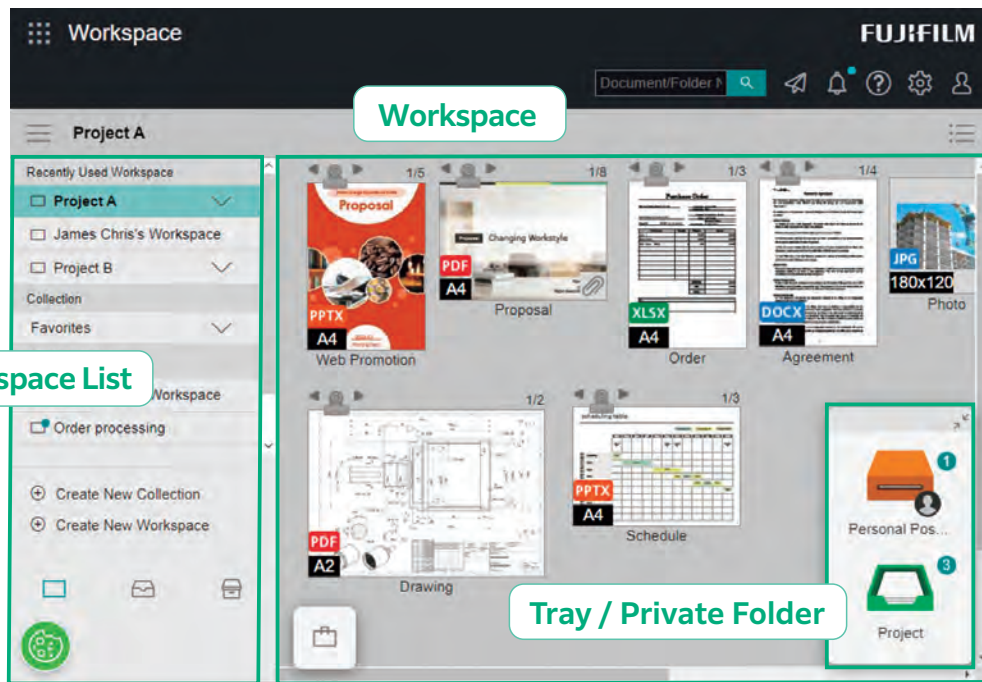 Workspace
FUJIFILM
Document/Folder N
Workspace
Project A
Recently Used Workspace
Project A
James Chris's Workspace
Project B
Collection
Favorites
space List
Workspace
Order processing
Create New Collection
Create New Workspace
1/5
Proposal
PPTX
A4
Web Promotion
1/8
Changing Workstyle
PDF
A4
Proposal
1/3
Purchase Order
XLSX
A4
Order
1/4
DOCX
A4
Agreement
JPG
180x120
Photo
1/2
PDF
A2
Drawing
1/3
scheduling table
PPTX
A4
Schedule
1
Personal Pos...
3
Project
Tray / Private Folder